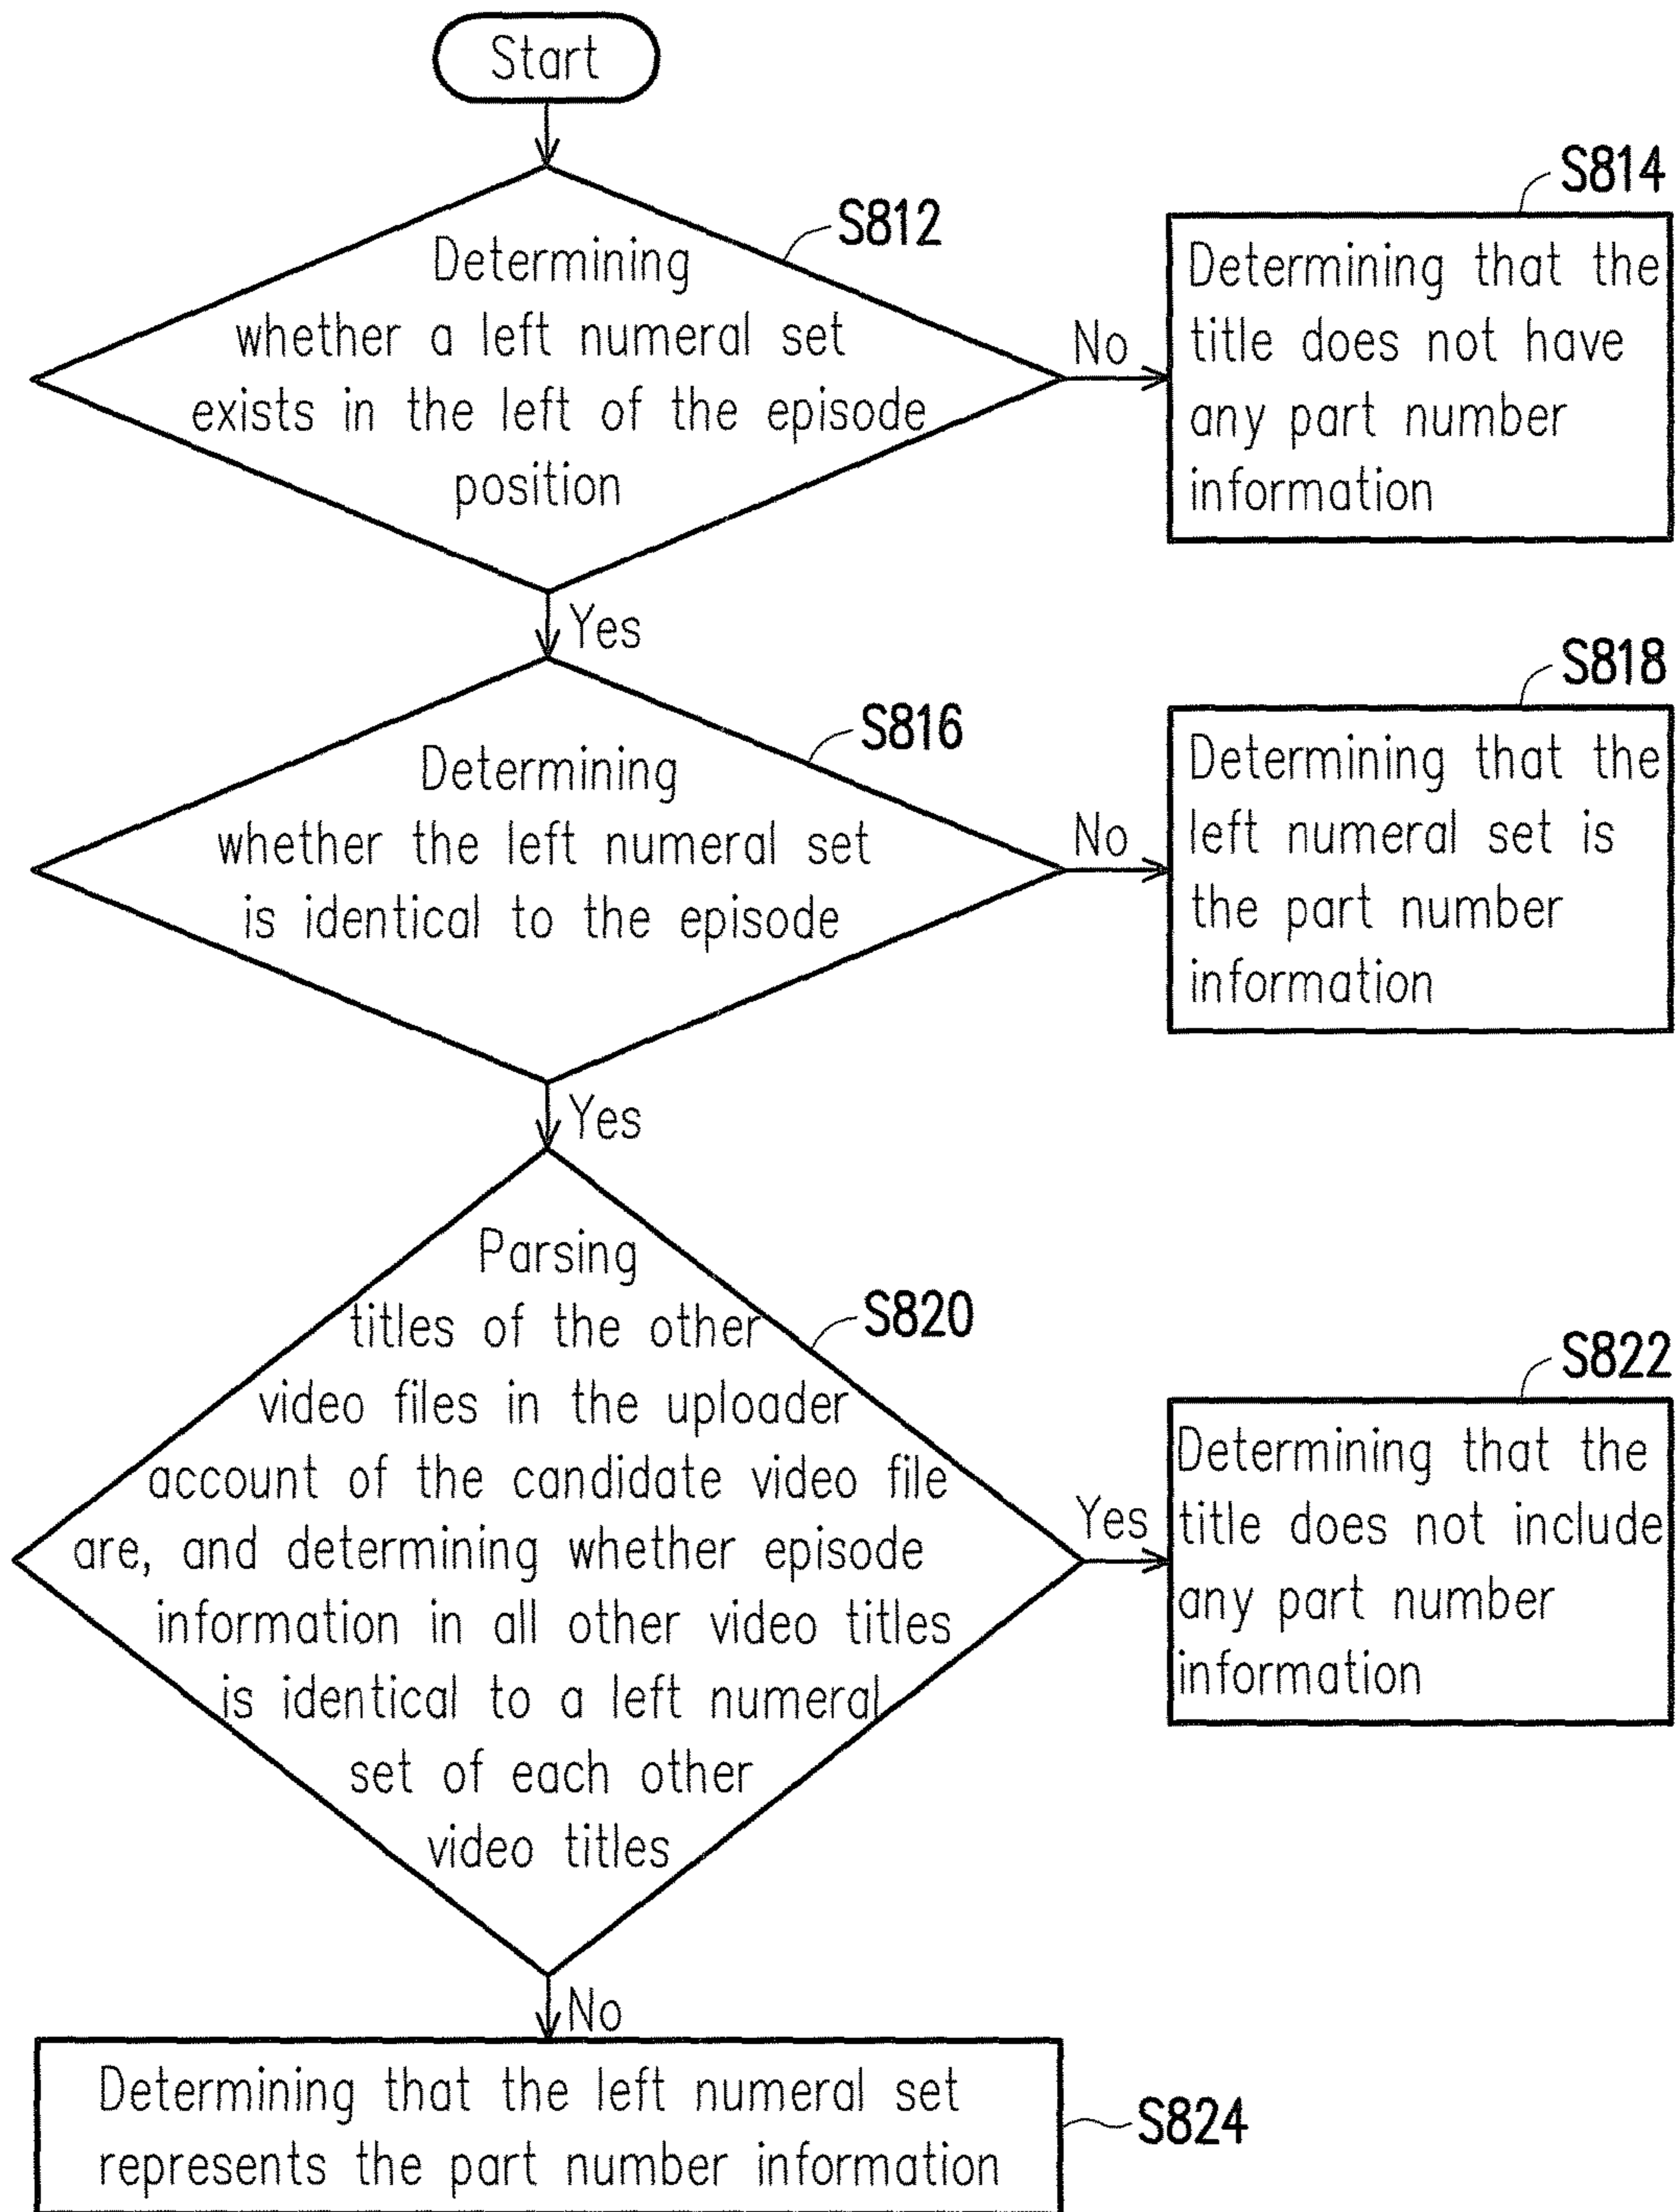 Start
S812
Determining
whether a left numeral set
exists in the left of the episode
position
No
S814
Determining that the
title does not have
any part number
information
Yes
S816
Determining
whether the left numeral set
is identical to the episode
No
S818
Determining that the
left numeral set is
the part number
information
Yes
S820
Parsing
titles of the other
video files in the uploader
account of the candidate video file
are, and determining whether episode
information in all other video titles
is identical to a left numeral
set of each other
video titles
Yes
S822
Determining that the
title does not include
any part number
information
No
Determining that the left numeral set
represents the part number information
S824